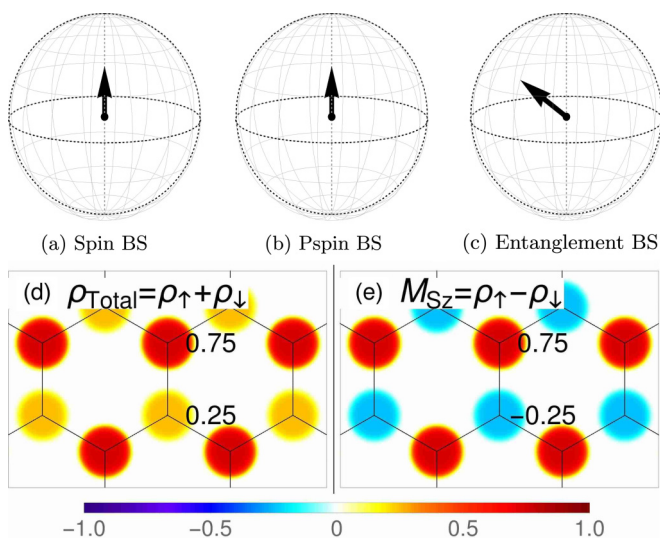 (a) Spin BS
(b) Pspin BS
(c) Entanglement BS
(d) ρTotal=ρ↑+ρ↓
(e) MSz=ρ↑−ρ↓
0.75
0.75
0.25
−0.25
−1.0 −0.5 0 0.5 1.0